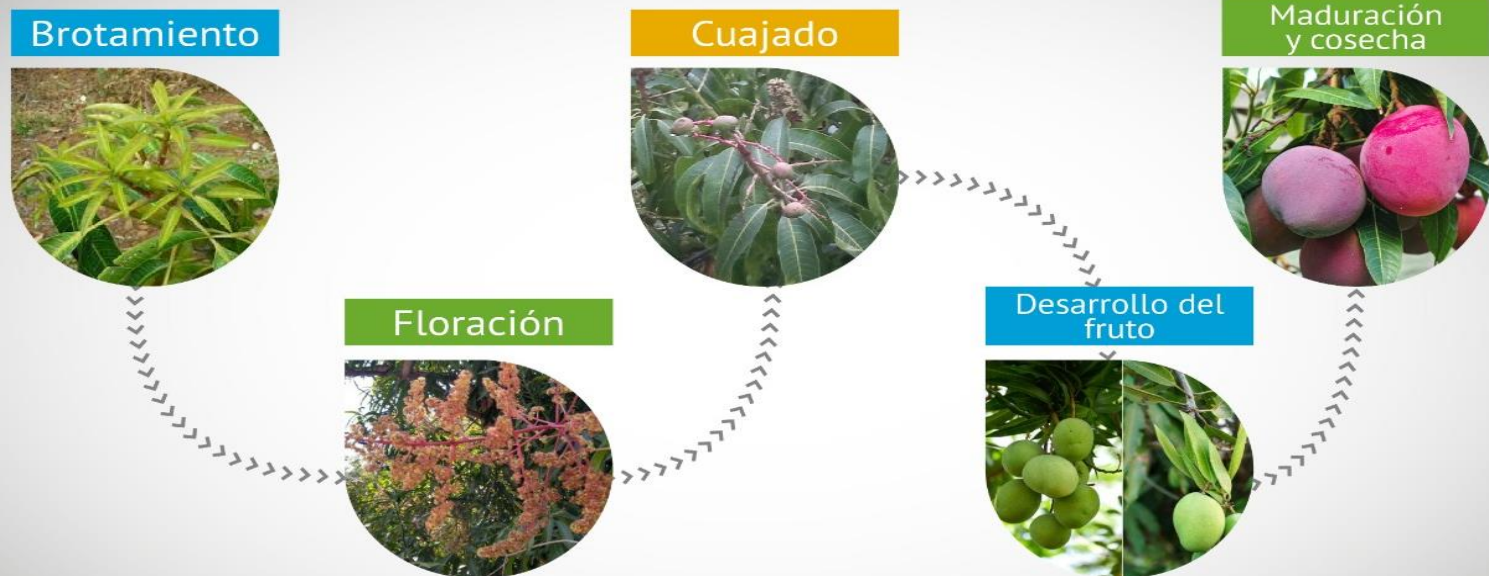 Brotamiento
Floración
Cuajado
Desarrollo del
fruto
Maduración
y cosecha